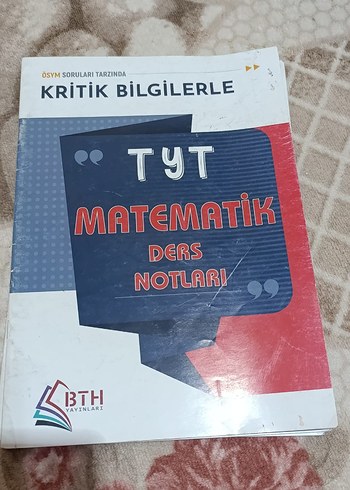 ÖSYM SORULARI TARZINDA
KRİTİK BİLGİLERLE
“
TYT
MATEMATİK
DERS
NOTLARI
”
BTH
YAYINLARI